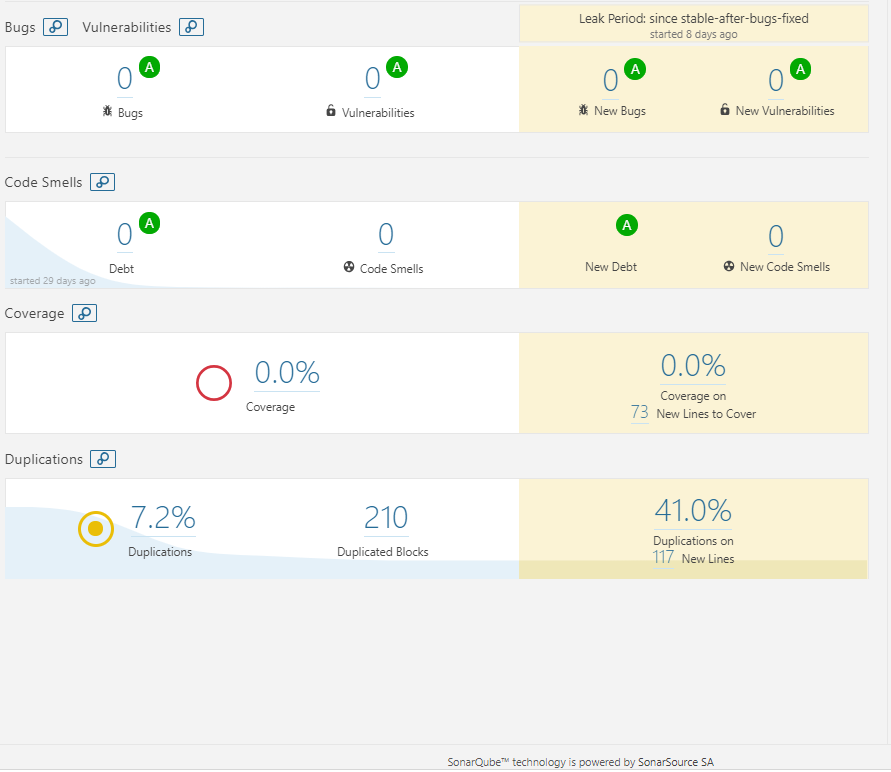 Bugs Vulnerabilities
Leak Period: since stable-after-bugs-fixed
started 8 days ago
0 A
Bugs
0 A
Vulnerabilities
0 A
New Bugs
0 A
New Vulnerabilities
Code Smells
0 A
Debt
started 29 days ago
0
Code Smells
A
New Debt
0
New Code Smells
Coverage
0.0%
Coverage
0.0%
Coverage on
73 New Lines to Cover
Duplications
7.2%
Duplications
210
Duplicated Blocks
41.0%
Duplications on
117 New Lines
SonarQube™ technology is powered by SonarSource SA